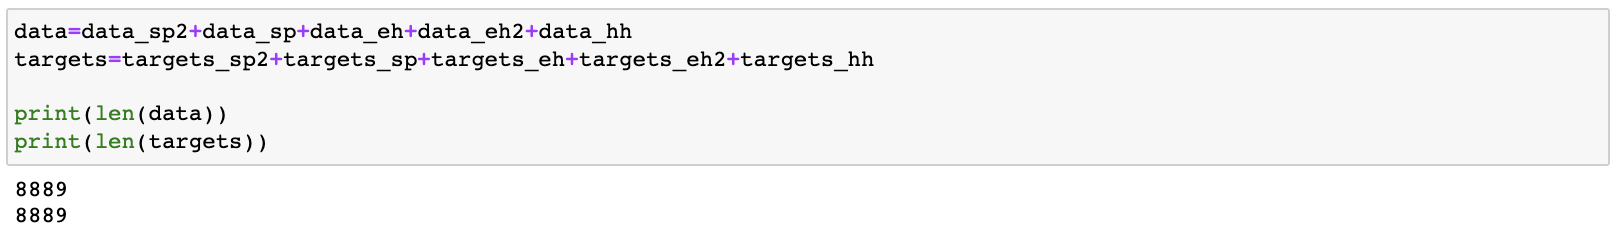 data=data_sp2+data_sp+data_eh+data_eh2+data_hh
targets=targets_sp2+targets_sp+targets_eh+targets_eh2+targets_hh
print(len(data))
print(len(targets))
8889
8889